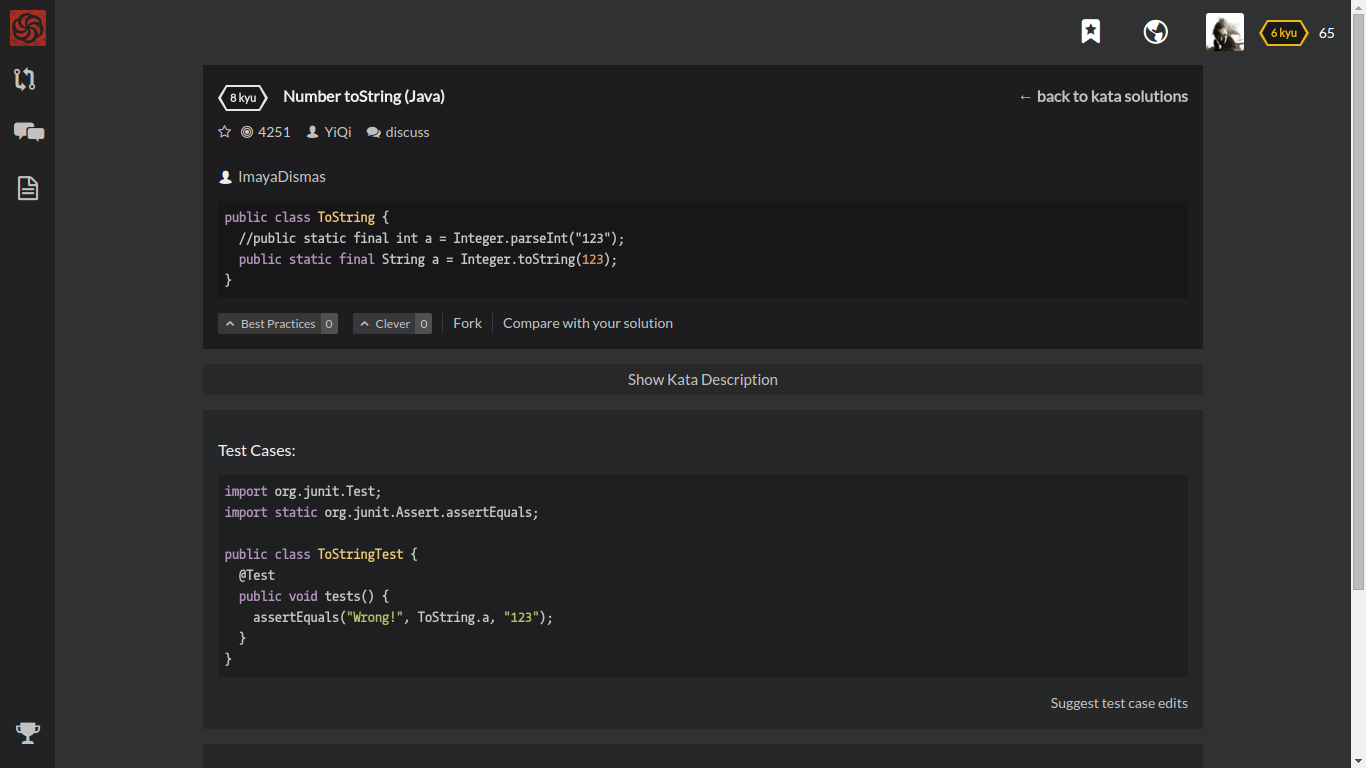 6 kyu 65
8 kyu Number toString (Java) ← back to kata solutions
4251 YiQi discuss
ImayaDismas
public class ToString {
  //public static final int a = Integer.parseInt("123");
  public static final String a = Integer.toString(123);
}
Best Practices 0 Clever 0 Fork Compare with your solution
Show Kata Description
Test Cases:
import org.junit.Test;
import static org.junit.Assert.assertEquals;
public class ToStringTest {
  @Test
  public void tests() {
    assertEquals("Wrong!", ToString.a, "123");
  }
}
Suggest test case edits